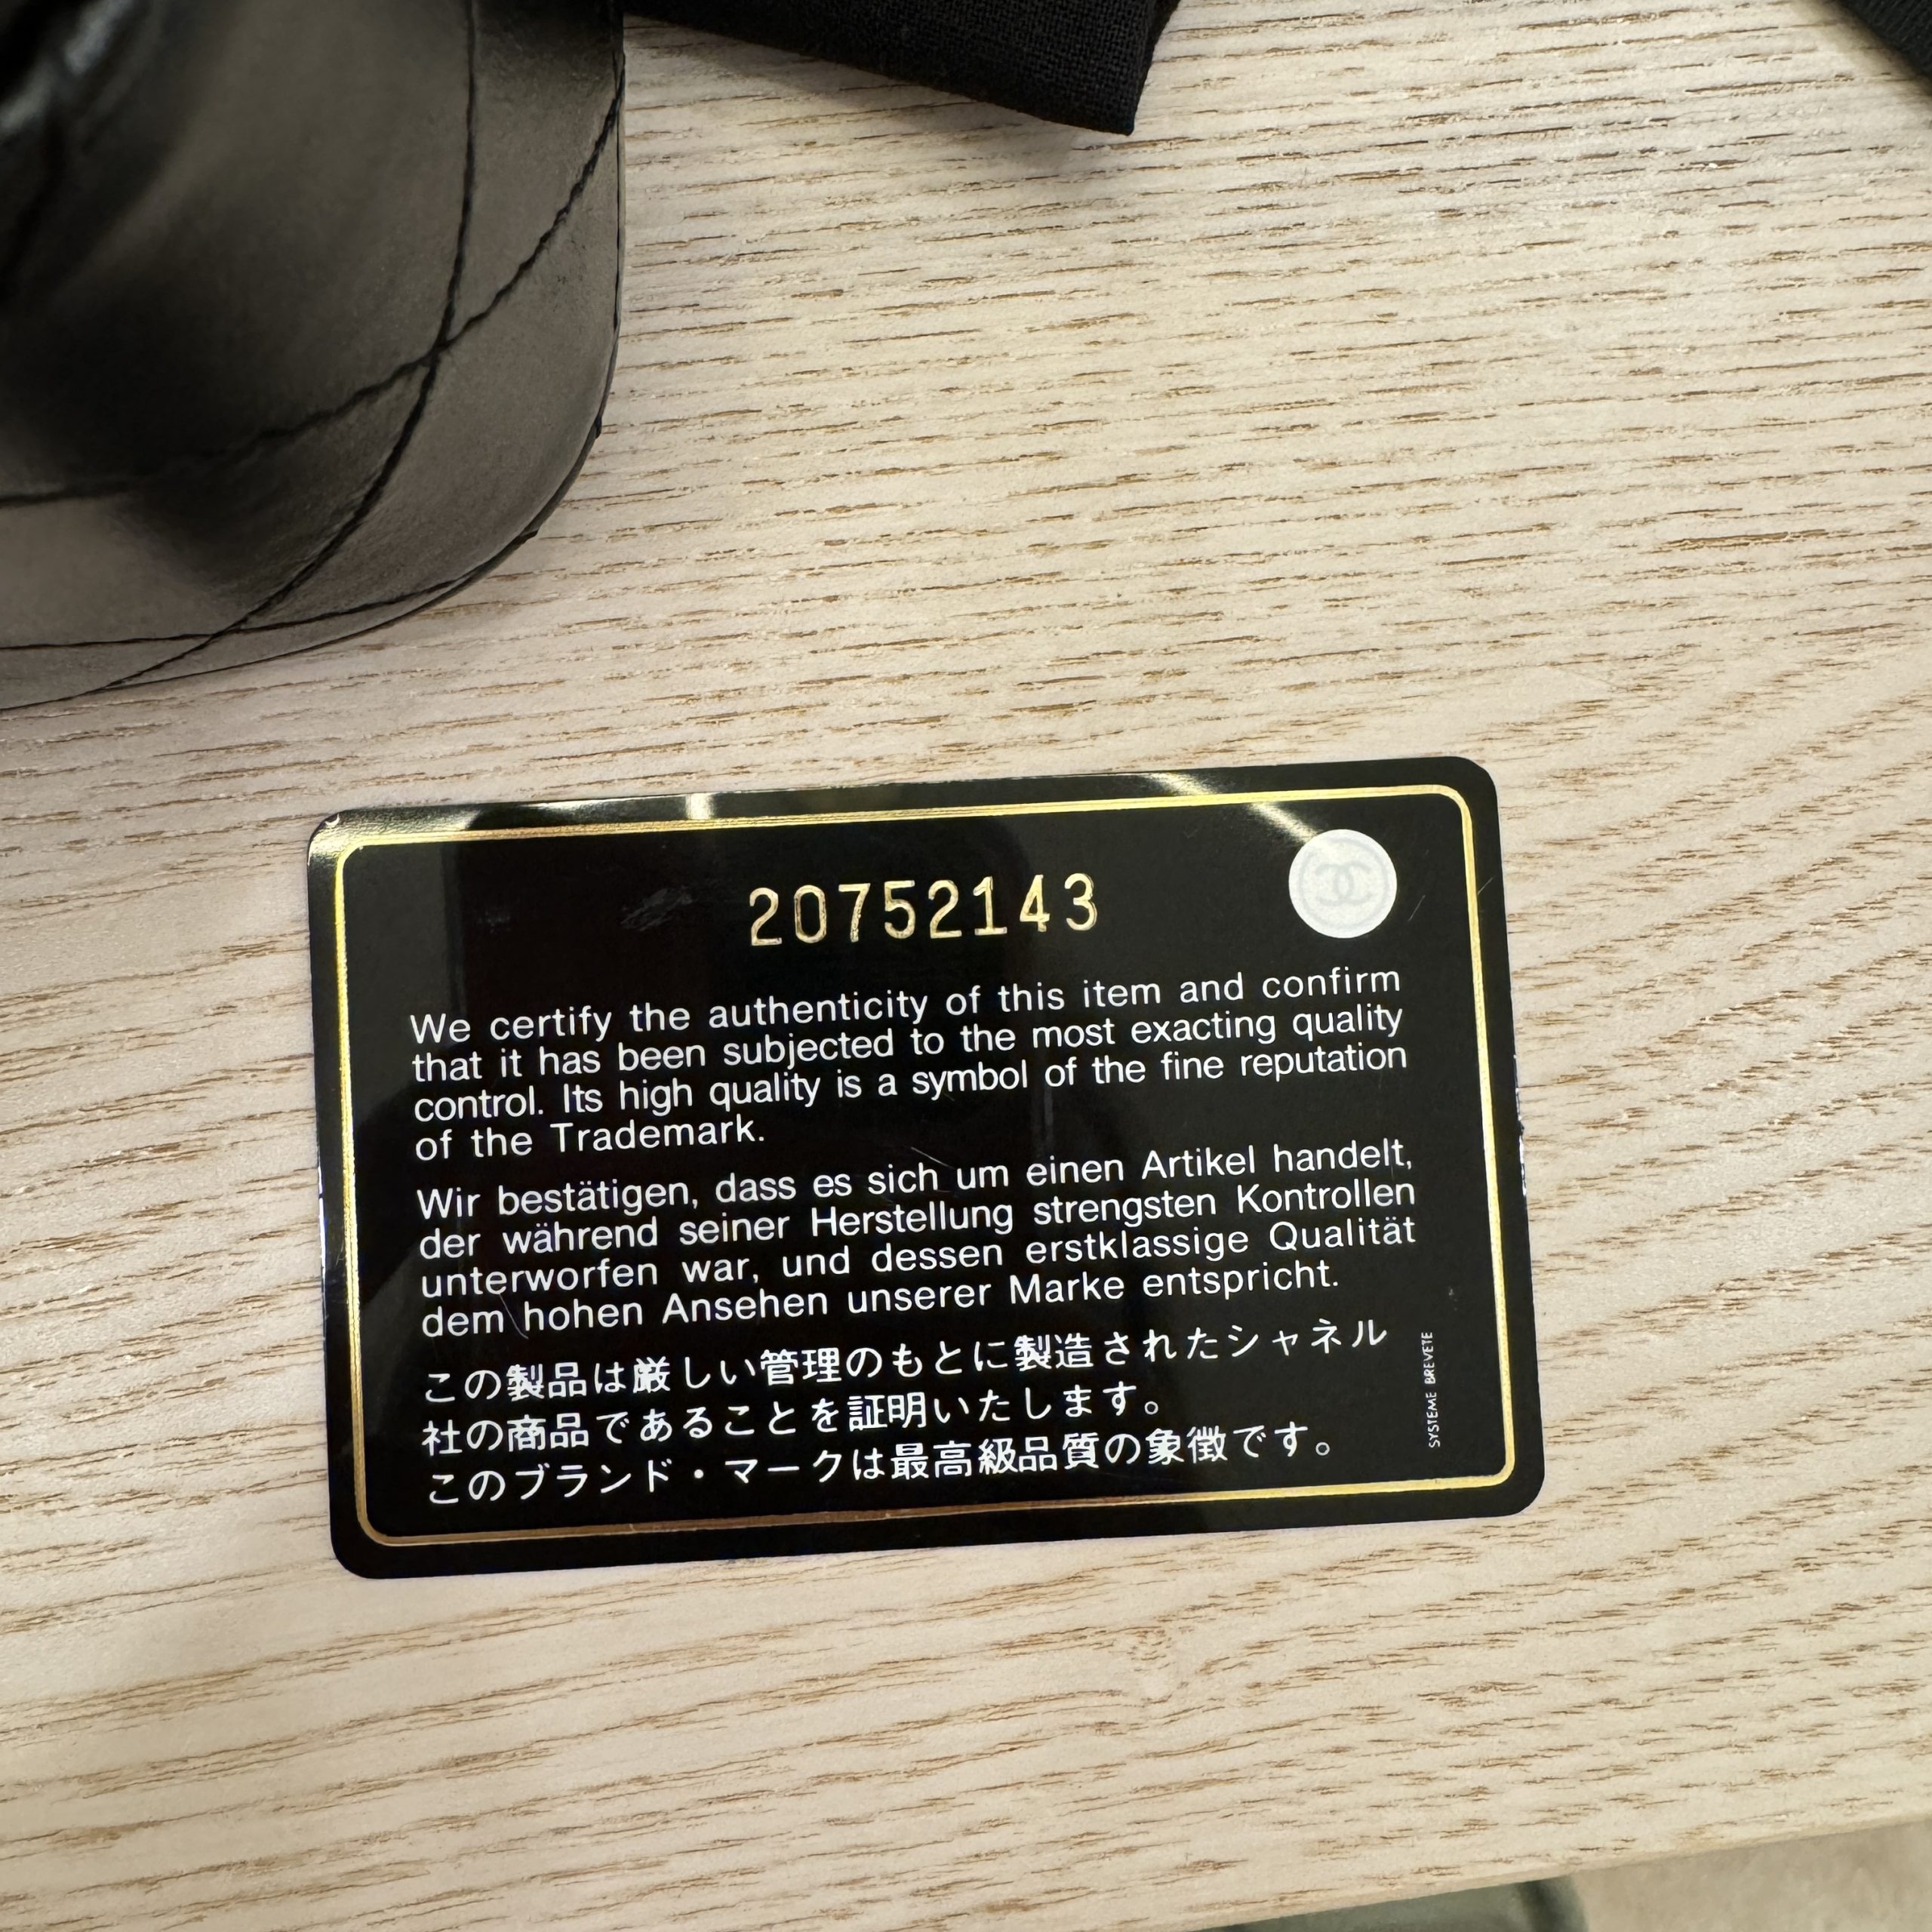 20752143
We certify the authenticity of this item and confirm
that it has been subjected to the most exacting quality
control. Its high quality is a symbol of the fine reputation
of the Trademark.
Wir bestätigen, dass es sich um einen Artikel handelt,
der während seiner Herstellung strengsten Kontrollen
unterworfen war, und dessen erstklassige Qualität
dem hohen Ansehen unserer Marke entspricht.
この製品は厳しい管理のもとに製造されたシャネル
社の商品であることを証明いたします。
このブランド・マークは最高級品質の象徴です。
SYSTEME BREVETE